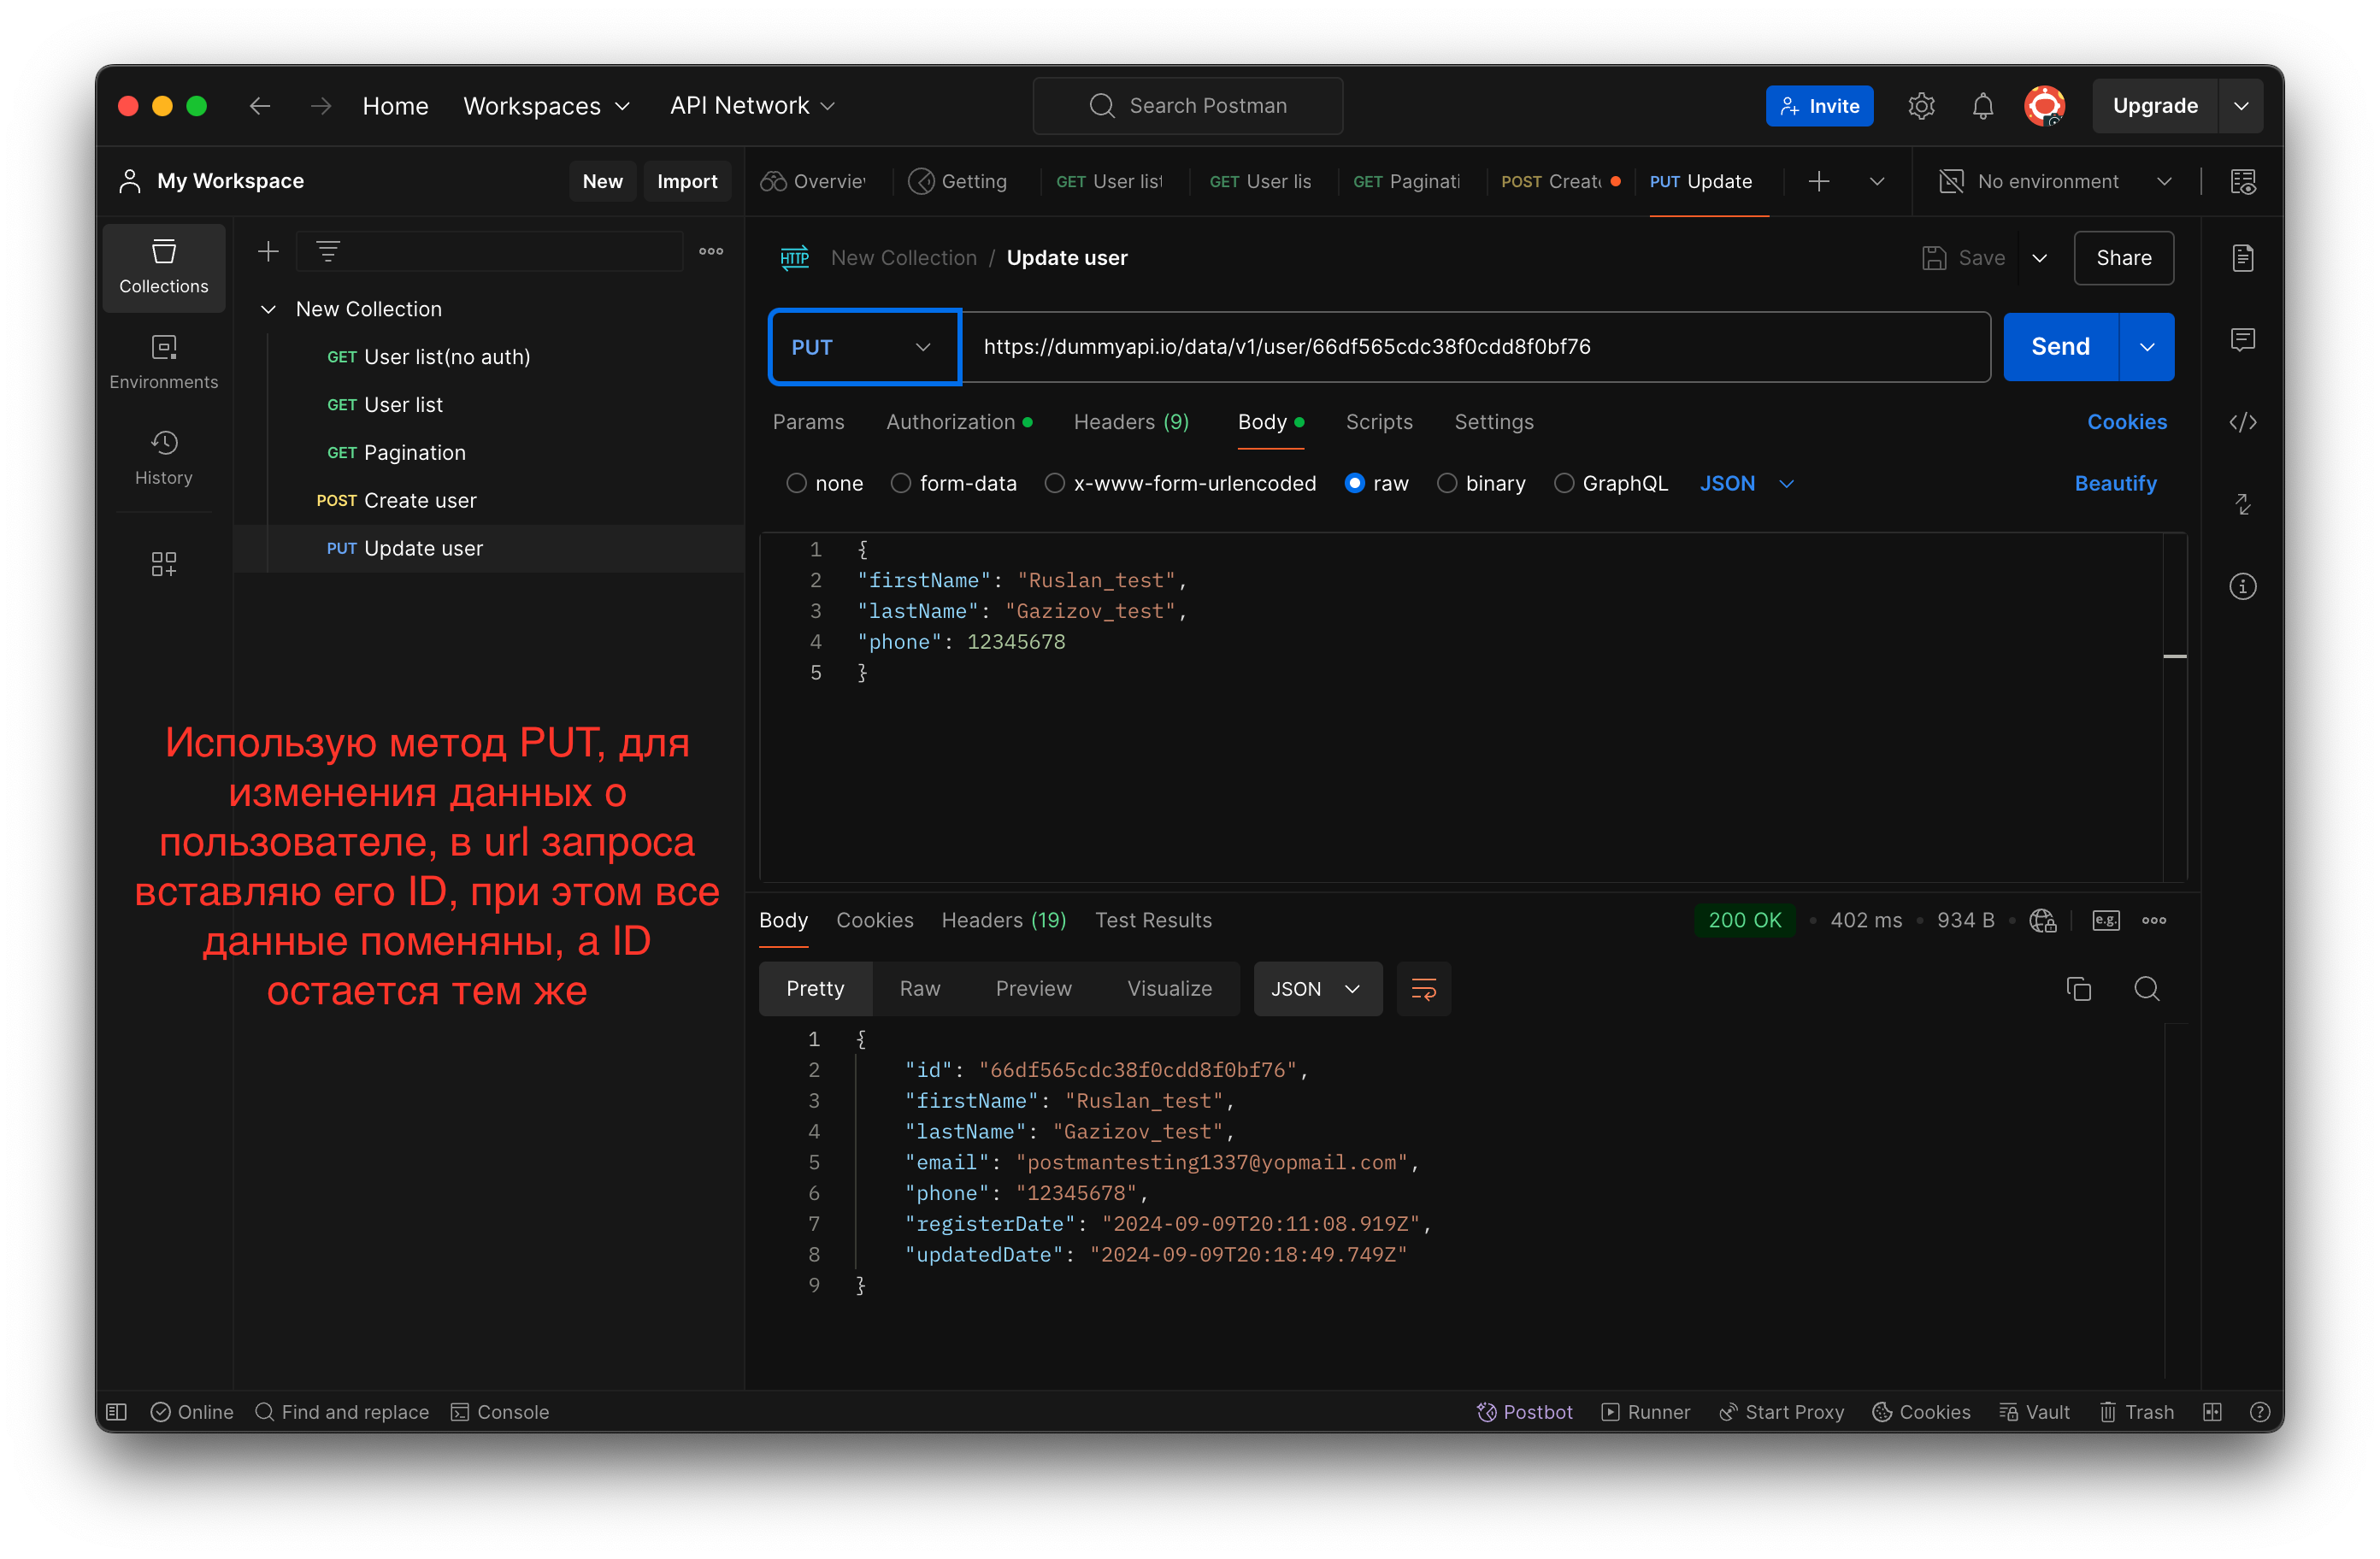 Home Workspaces API Network Search Postman Invite Upgrade
My Workspace New Import Overvie Getting GET User list GET User lis GET Paginati POST Create PUT Update No environment
Collections
Environments
History
New Collection
GET User list(no auth)
GET User list
GET Pagination
POST Create user
PUT Update user
Использую метод PUT, для
изменения данных о
пользователе, в url запроса
вставляю его ID, при этом все
данные поменяны, а ID
остается тем же
HTTP New Collection / Update user Save Share
PUT https://dummyapi.io/data/v1/user/66df565cdc38f0cdd8f0bf76 Send
Params Authorization Headers (9) Body Scripts Settings Cookies
none form-data x-www-form-urlencoded raw binary GraphQL JSON Beautify
1 {
2 "firstName": "Ruslan_test",
3 "lastName": "Gazizov_test",
4 "phone": 12345678
5 }
Body Cookies Headers (19) Test Results 200 OK 402 ms 934 B e.g.
Pretty Raw Preview Visualize JSON
1 {
2 "id": "66df565cdc38f0cdd8f0bf76",
3 "firstName": "Ruslan_test",
4 "lastName": "Gazizov_test",
5 "email": "postmantesting1337@yopmail.com",
6 "phone": "12345678",
7 "registerDate": "2024-09-09T20:11:08.919Z",
8 "updatedDate": "2024-09-09T20:18:49.749Z"
9 }
Online Find and replace Console Postbot Runner Start Proxy Cookies Vault Trash